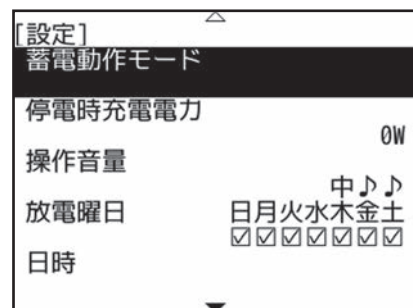 [設定]
蓄電動作モード
停電時充電電力
0W
操作音量
中♪♪
放電曜日 日月火水木金土
☑☑☑☑☑☑☑
日時